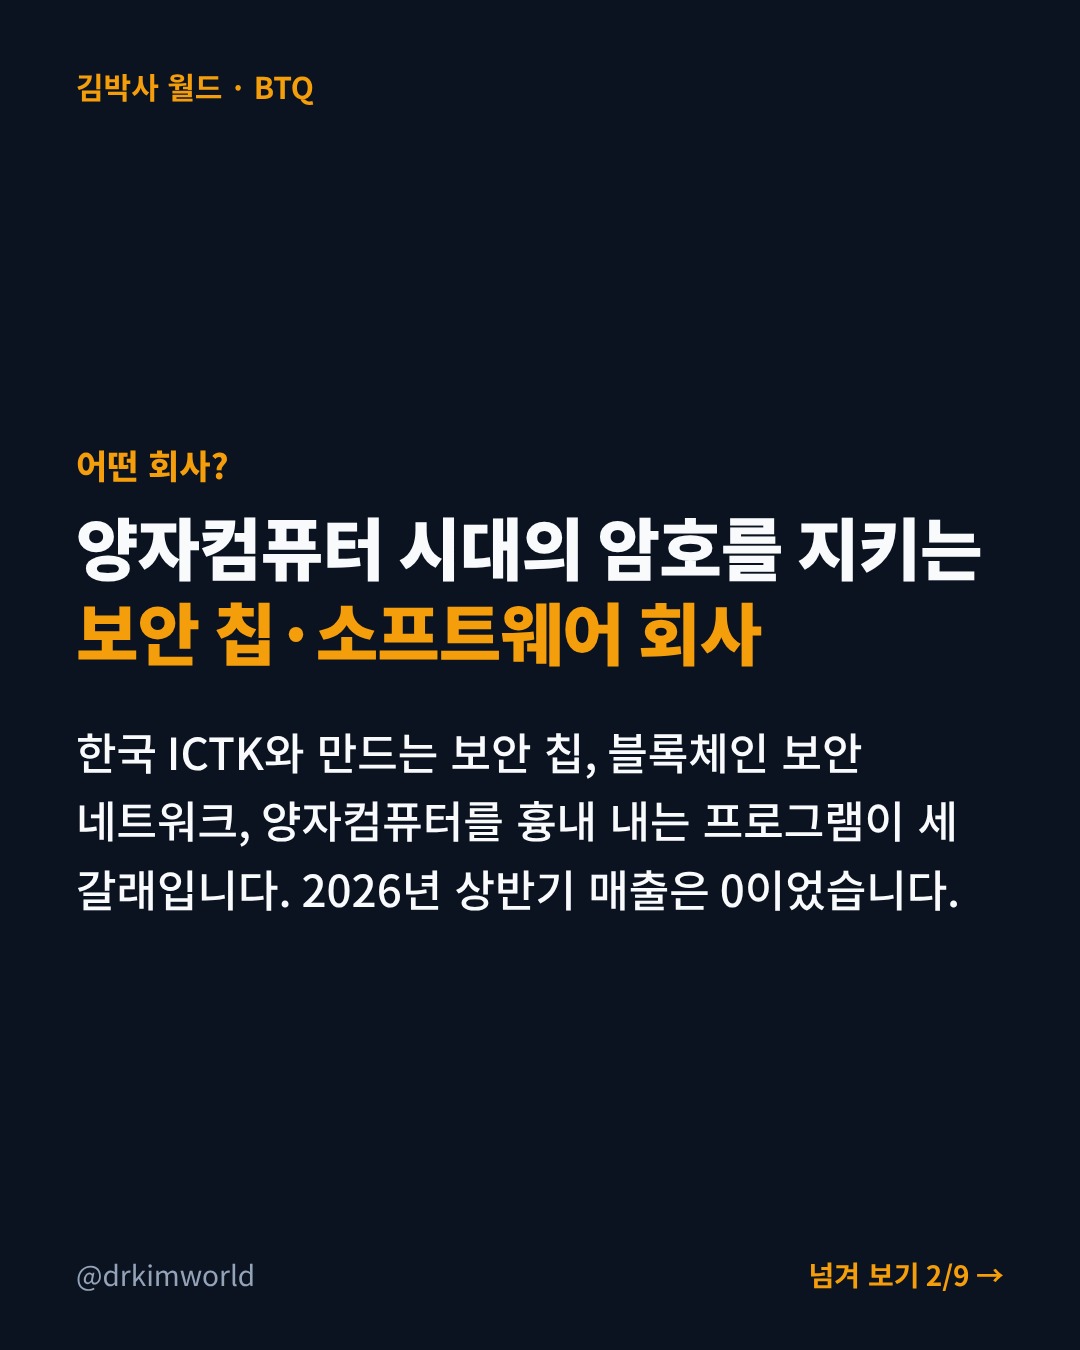 김박사 월드 · BTQ
어떤 회사?
양자컴퓨터 시대의 암호를 지키는
보안 칩·소프트웨어 회사
한국 ICTK와 만드는 보안 칩, 블록체인 보안
네트워크, 양자컴퓨터를 흉내 내는 프로그램이 세
갈래입니다. 2026년 상반기 매출은 0이었습니다.
@drkimworld
넘겨 보기 2/9 →